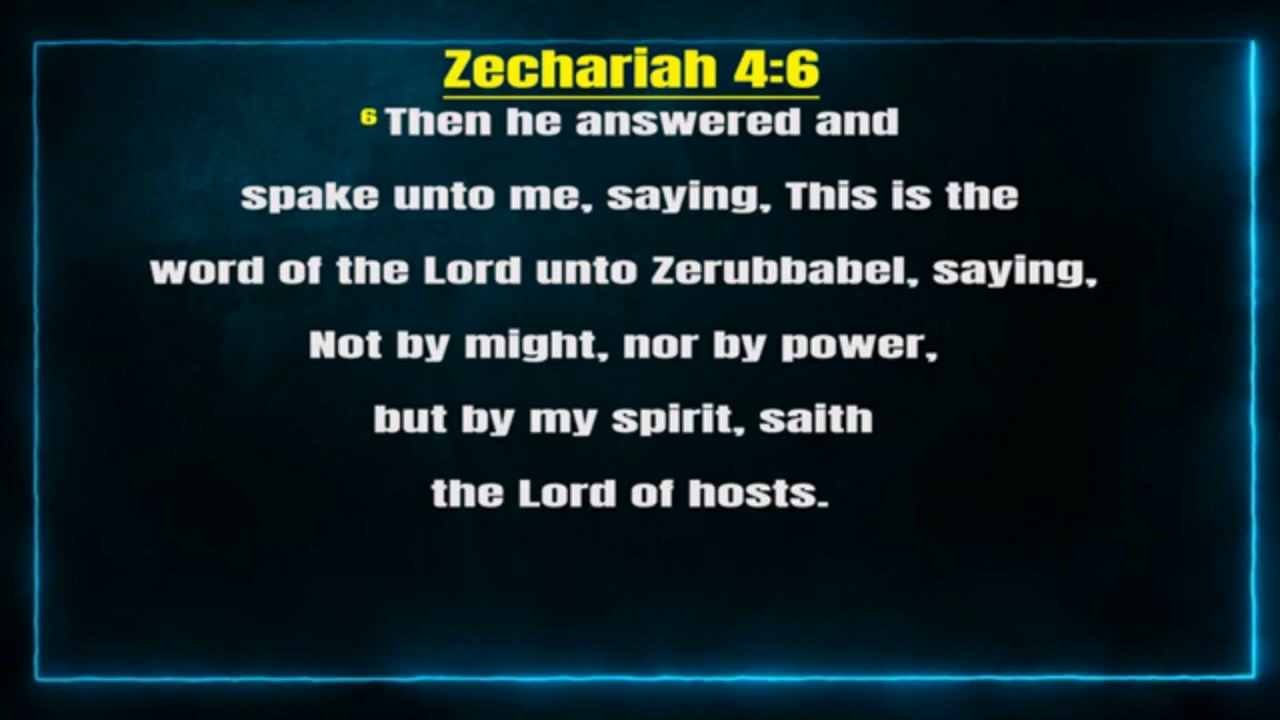 Zechariah 4:6
6 Then he answered and
spake unto me, saying, This is the
word of the Lord unto Zerubbabel, saying,
Not by might, nor by power,
but by my spirit, saith
the Lord of hosts.